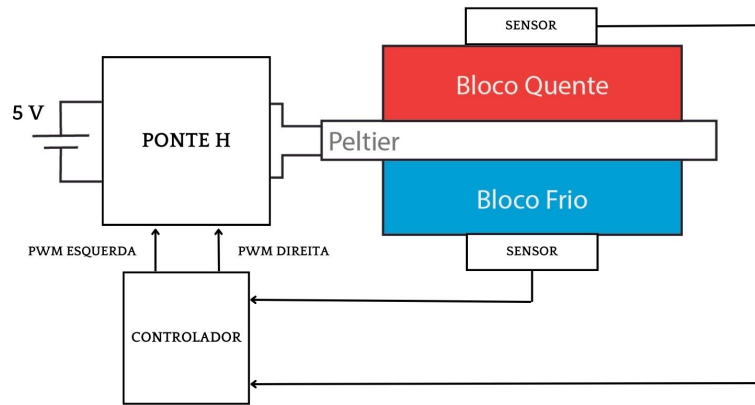 SENSOR
Bloco Quente
5 V
PONTE H
Peltier
Bloco Frio
PWM ESQUERDA
PWM DIREITA
SENSOR
CONTROLADOR